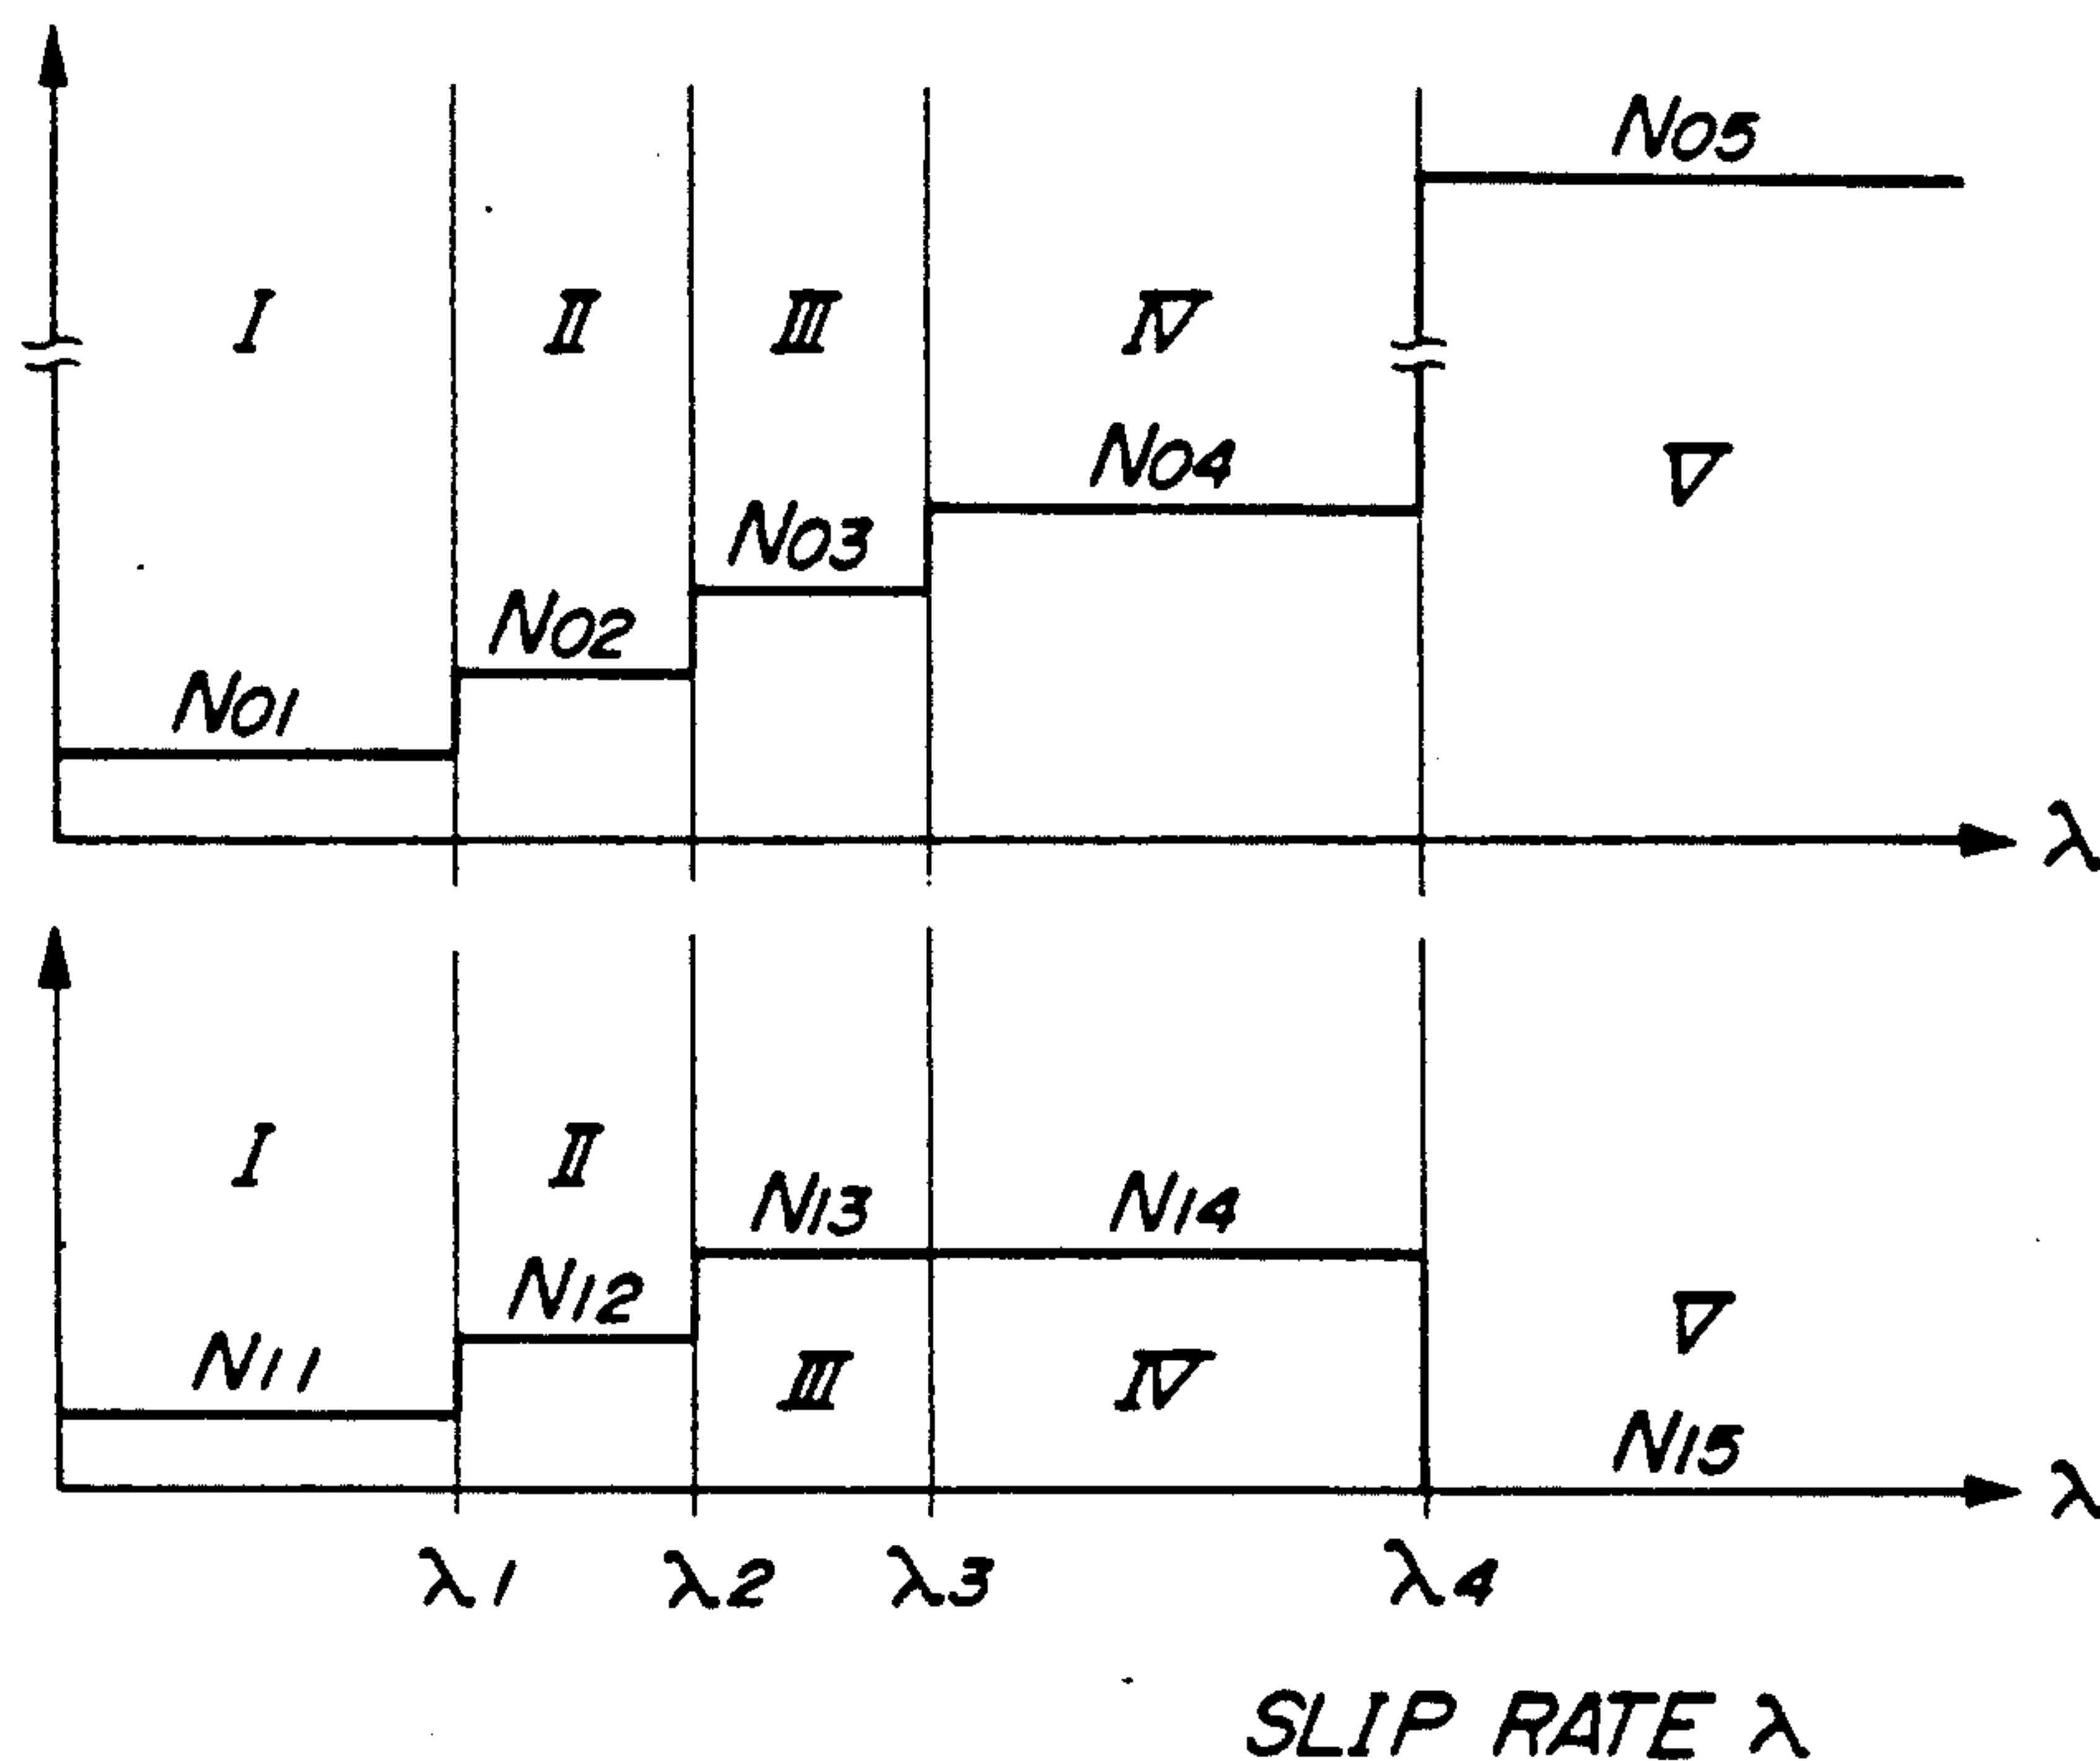 N05
I II III IV
N04
V
N03
N02
N01
λ
I II
N13 N14
N12
V
N11
III IV
N15
λ
λ1 λ2 λ3 λ4
SLIP RATE λ